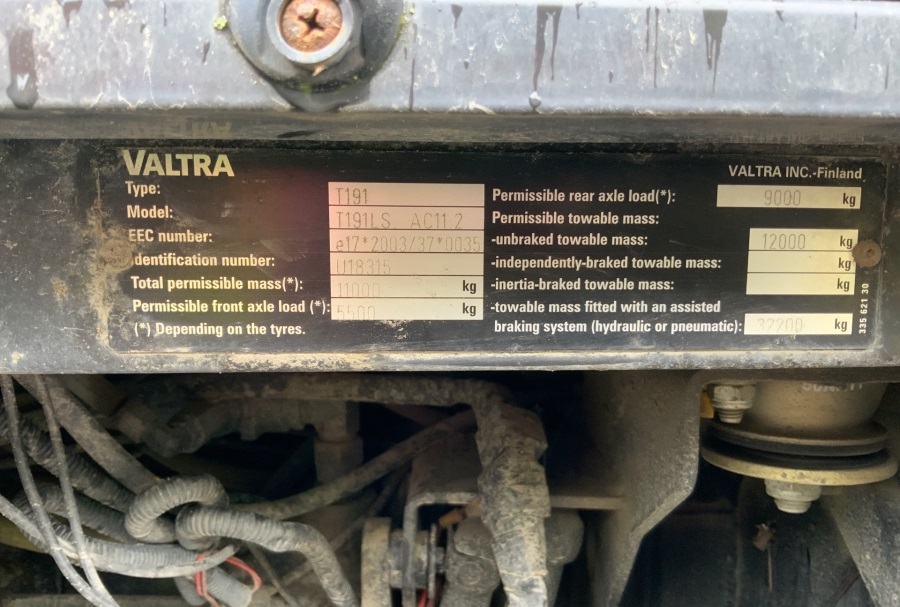 VALTRA
VALTRA INC.-Finland
Type: T191
Model: T191LS AC11.2
EEC number: e17*2003/37*0035
Identification number: U18315
Total permissible mass(*): 11000 kg
Permissible front axle load (*): 5500 kg
(*) Depending on the tyres.
Permissible rear axle load(*): 9000 kg
Permissible towable mass:
-unbraked towable mass: 12000 kg
-independently-braked towable mass: kg
-inertia-braked towable mass: kg
-towable mass fitted with an assisted
braking system (hydraulic or pneumatic): 32200 kg
335 621 30